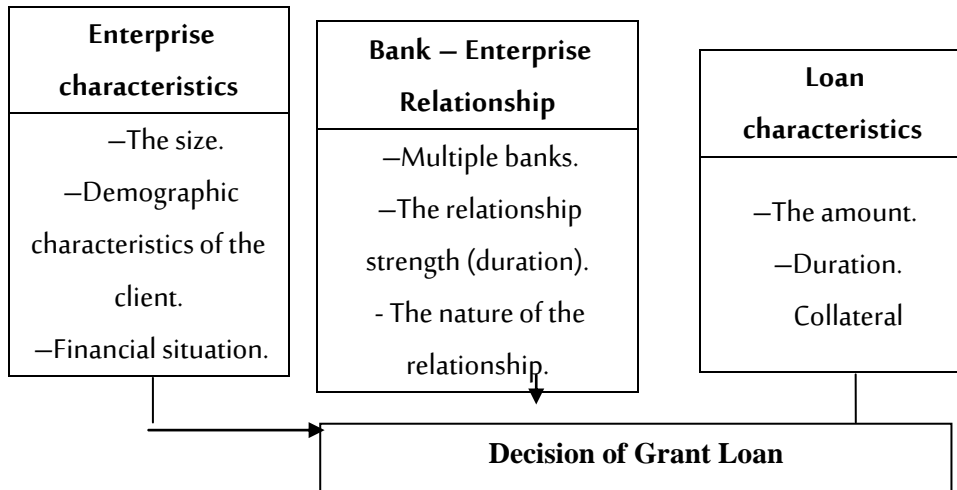 Enterprise
characteristics
—The size.
—Demographic
characteristics of the
client.
—Financial situation.
Bank — Enterprise
Relationship
—Multiple banks.
—The relationship
strength (duration).
- The nature of the
relationship.
Loan
characteristics
—The amount.
—Duration.
Collateral
Decision of Grant Loan